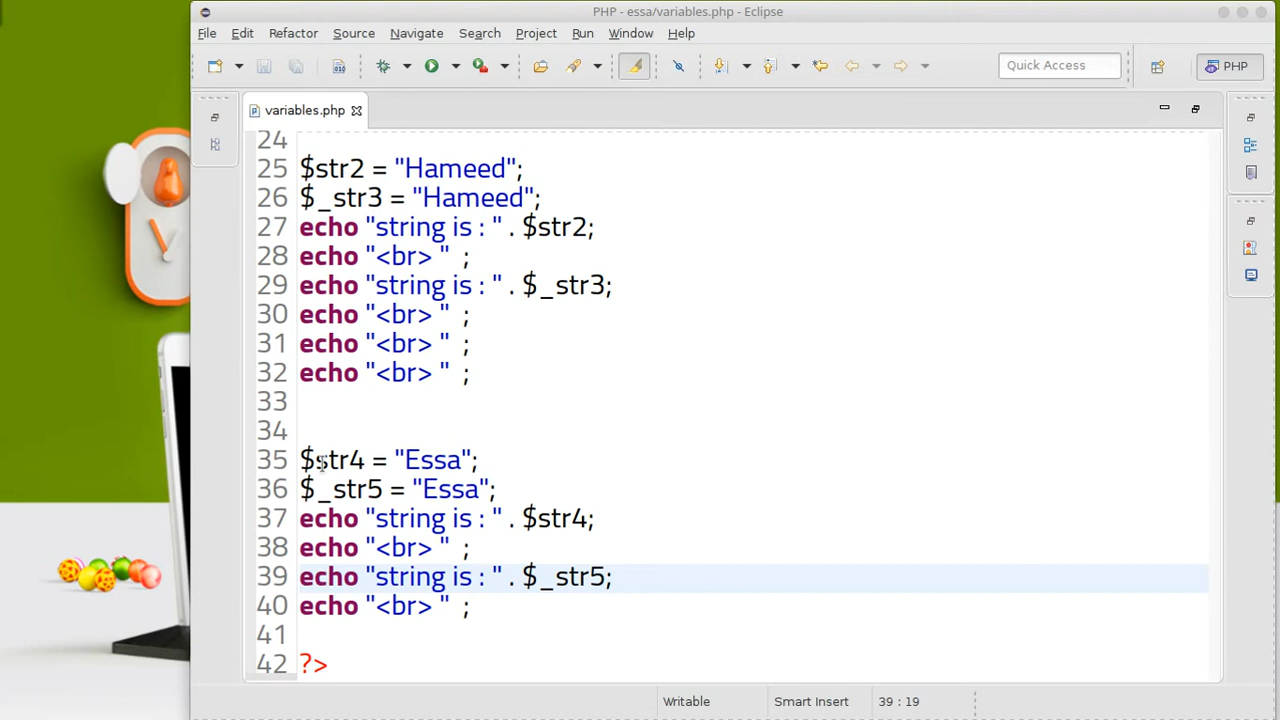 PHP - essa/variables.php - Eclipse
File Edit Refactor Source Navigate Search Project Run Window Help
Quick Access
PHP
variables.php
24
25 $str2 = "Hameed";
26 $_str3 = "Hameed";
27 echo "string is : " . $str2;
28 echo "<br> " ;
29 echo "string is : " . $_str3;
30 echo "<br> " ;
31 echo "<br> " ;
32 echo "<br> " ;
33
34
35 $str4 = "Essa";
36 $_str5 = "Essa";
37 echo "string is : " . $str4;
38 echo "<br> " ;
39 echo "string is : " . $_str5;
40 echo "<br> " ;
41
42 ?>
Writable Smart Insert 39 : 19